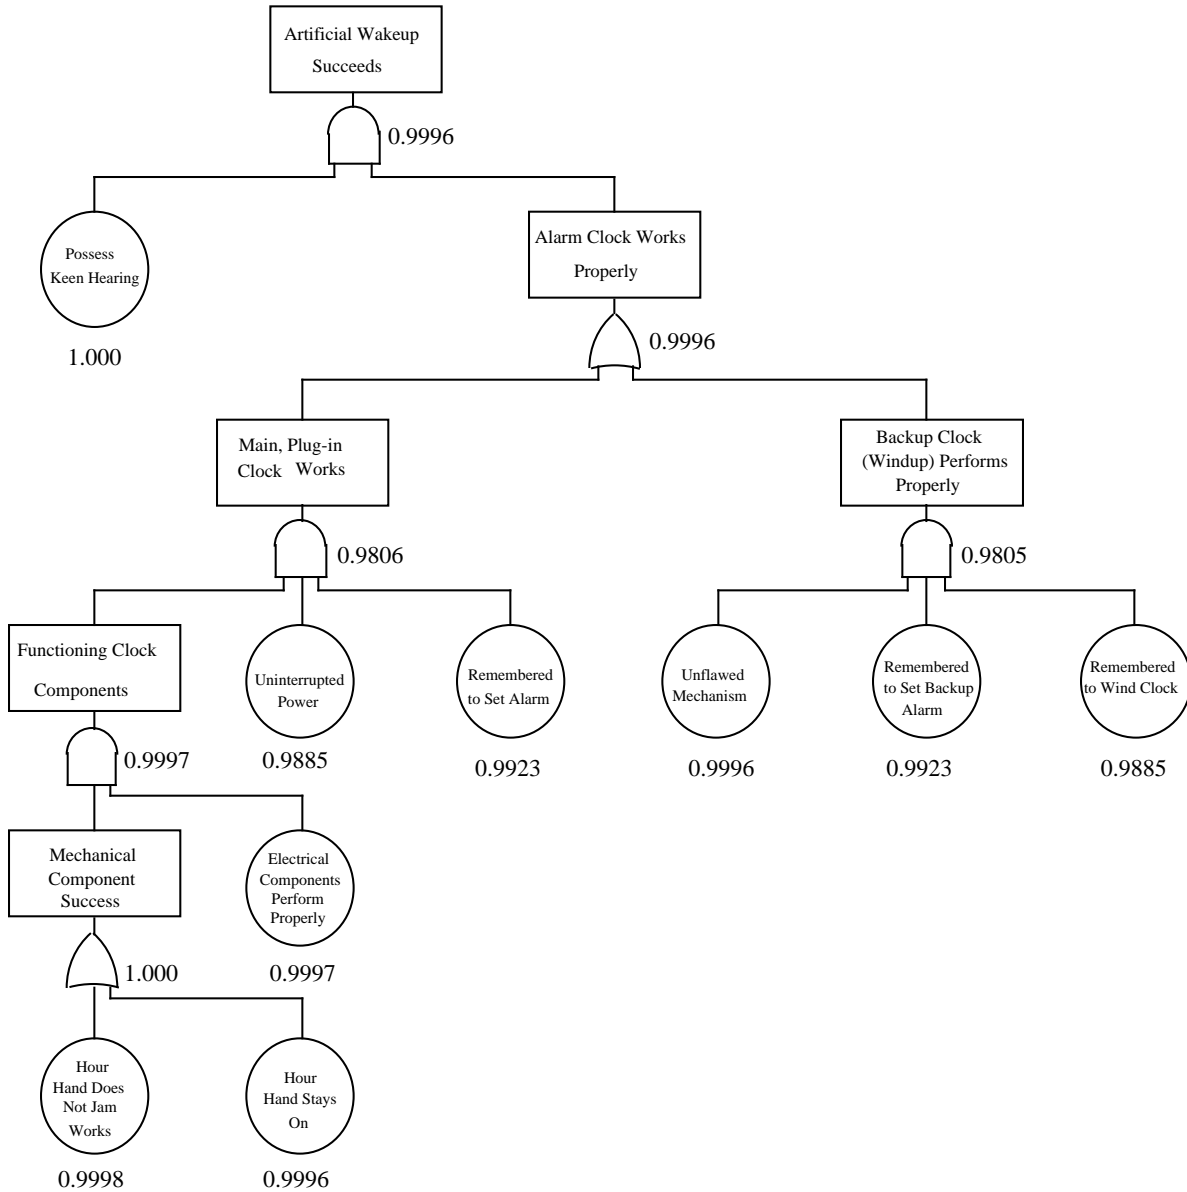 Artificial Wakeup
Succeeds
0.9996
Possess
Keen Hearing
1.000
Alarm Clock Works
Properly
0.9996
Main, Plug-in
Clock Works
0.9806
Backup Clock
(Windup) Performs
Properly
0.9805
Functioning Clock
Components
0.9997
Uninterrupted
Power
0.9885
Remembered
to Set Alarm
0.9923
Unflawed
Mechanism
0.9996
Remembered
to Set Backup
Alarm
0.9923
Remembered
to Wind Clock
0.9885
Mechanical
Component
Success
1.000
Electrical
Components
Perform
Properly
0.9997
Hour
Hand Does
Not Jam
Works
0.9998
Hour
Hand Stays
On
0.9996